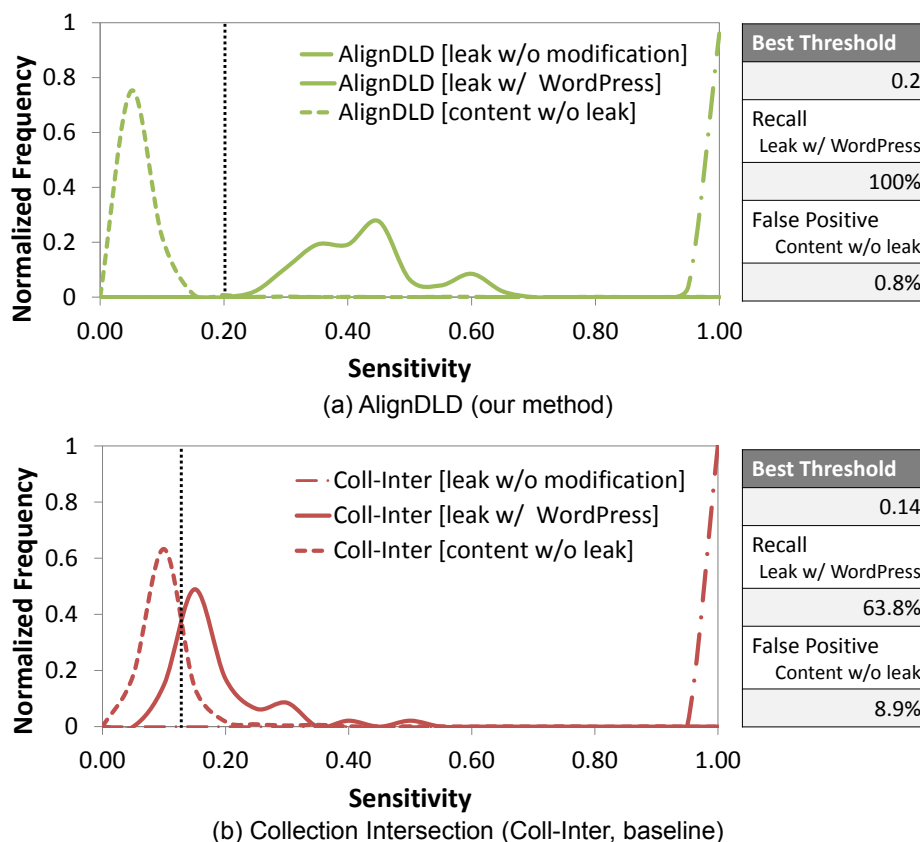 1
0.8
0.6
0.4
0.2
0
Normalized Frequency
AlignDLD [leak w/o modification]
AlignDLD [leak w/ WordPress]
AlignDLD [content w/o leak]
0.00 0.20 0.40 0.60 0.80 1.00
Sensitivity
Best Threshold
0.2
Recall
Leak w/ WordPress
100%
False Positive
Content w/o leak
0.8%
(a) AlignDLD (our method)
1
0.8
0.6
0.4
0.2
0
Normalized Frequency
Coll-Inter [leak w/o modification]
Coll-Inter [leak w/ WordPress]
Coll-Inter [content w/o leak]
0.00 0.20 0.40 0.60 0.80 1.00
Sensitivity
Best Threshold
0.14
Recall
Leak w/ WordPress
63.8%
False Positive
Content w/o leak
8.9%
(b) Collection Intersection (Coll-Inter, baseline)